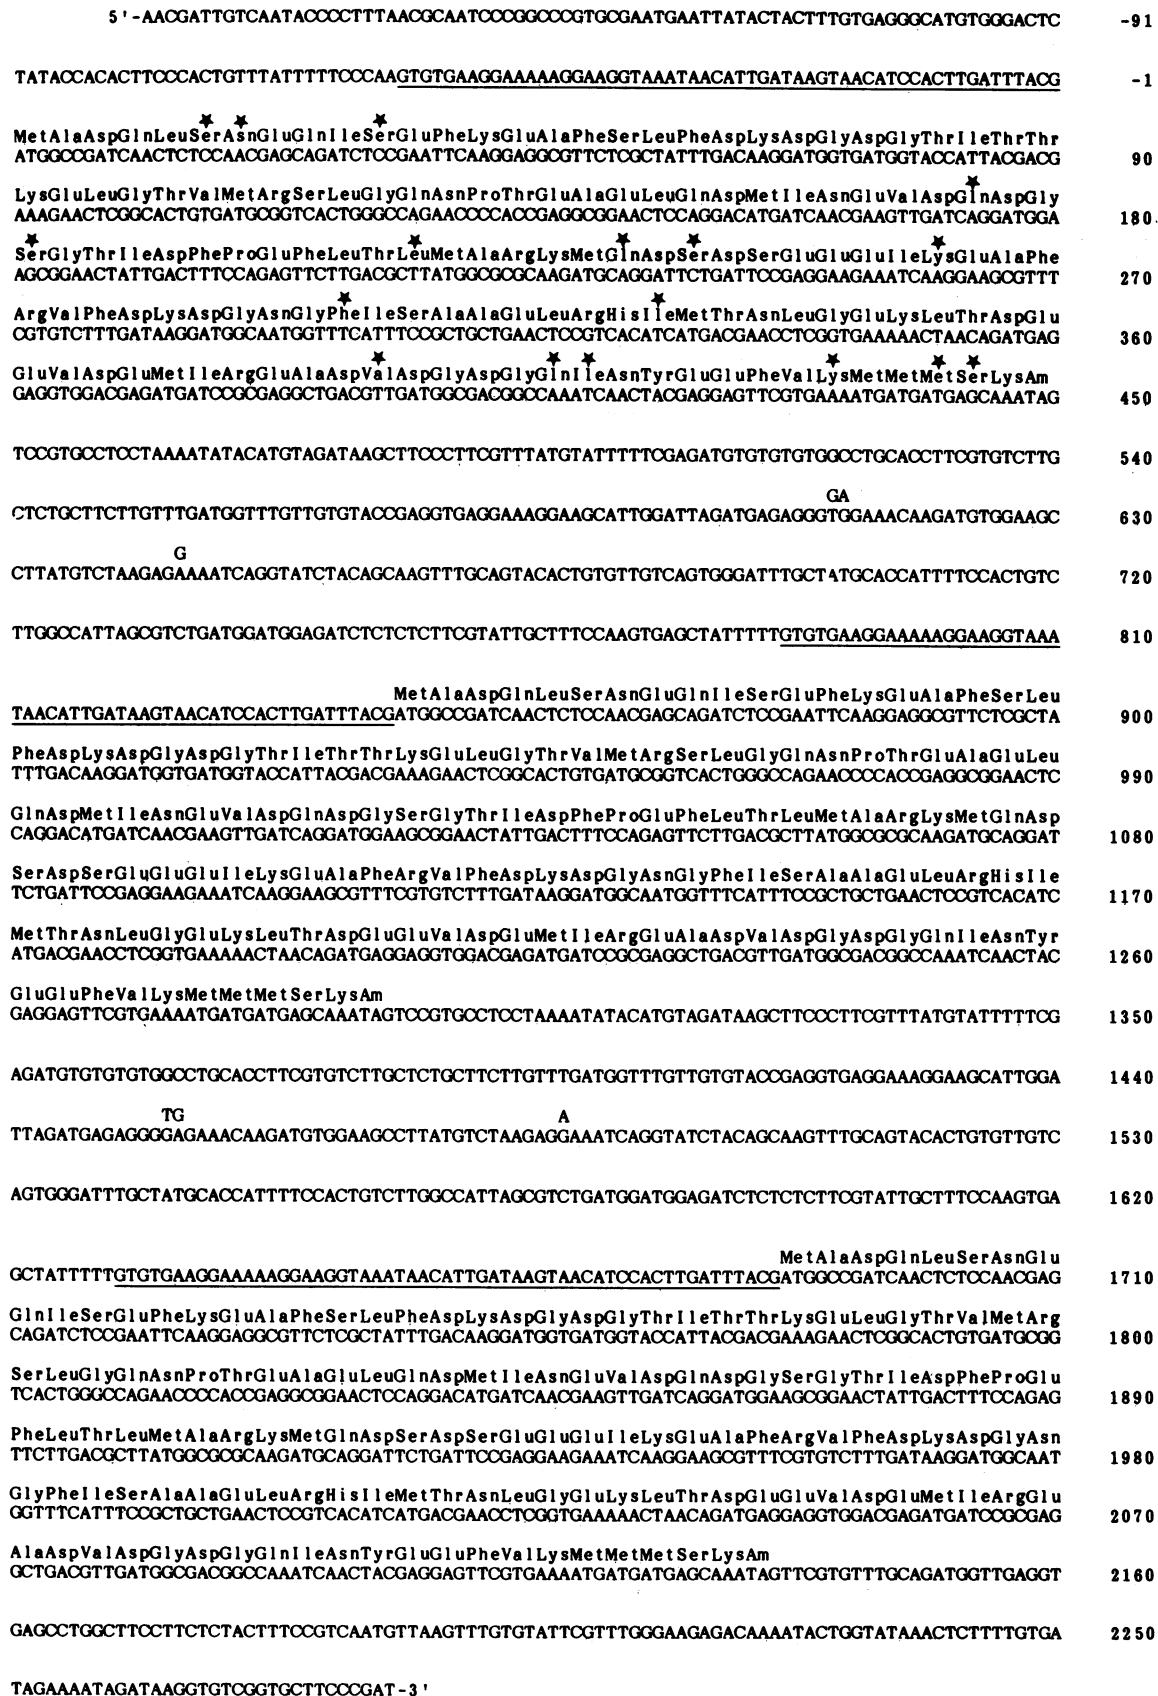 5'-AACGATTGTCAATACCCCTTTAACGCAATCCCGGCCCGTGCGAATGAATTATACTACTTTGTGAGGGCATGTGGGACTC -91
TATACCACACTTCCCACTGTTTATTTTTCCCAAGTGTGAAGGAAAAAGGAAGGTAAATAACATTGATAAGTAACATCCACTTGATTTACG -1
★ ★ ★
MetAlaAspGlnLeuSerAsnGluGlnIleSerGluPheLysGluAlaPheSerLeuPheAspLysAspGlyAspGlyThrIleThrThr
ATGGCCGATCAACTCTCCAACGAGCAGATCTCCGAATTCAAGGAGGCGTTCTCGCTATTTGACAAGGATGGTGATGGTACCATTACGACG 90
★
LysGluLeuGlyThrValMetArgSerLeuGlyGlnAsnProThrGluAlaGluLeuGlnAspMetIleAsnGluValAspGlnAspGly
AAAGAACTCGGCACTGTGATGCGGTCACTGGGCCAGAACCCCACCGAGGCGGAACTCCAGGACATGATCAACGAAGTTGATCAGGATGGA 180
★ ★ ★ ★ ★
SerGlyThrIleAspPheProGluPheLeuThrLeuMetAlaArgLysMetGlnAspSerAspSerGluGluGluIleLysGluAlaPhe
AGCGGAACTATTGACTTTCCAGAGTTCTTGACGCTTATGGCGCGCAAGATGCAGGATTCTGATTCCGAGGAAGAAATCAAGGAAGCGTTT 270
★ ★
ArgValPheAspLysAspGlyAsnGlyPheIleSerAlaAlaGluLeuArgHisIleMetThrAsnLeuGlyGluLysLeuThrAspGlu
CGTGTCTTTGATAAGGATGGCAATGGTTTCATTTCCGCTGCTGAACTCCGTCACATCATGACGAACCTCGGTGAAAAACTAACAGATGAG 360
★ ★ ★ ★ ★ ★
GluValAspGluMetIleArgGluAlaAspValAspGlyAspGlyGlnIleAsnTyrGluGluPheValLysMetMetMetSerLysAm
GAGGTGGACGAGATGATCCGCGAGGCTGACGTTGATGGCGACGGCCAAATCAACTACGAGGAGTTCGTGAAAATGATGATGAGCAAATAG 450
TCCGTGCCTCCTAAAATATACATGTAGATAAGCTTCCCTTCGTTTATGTATTTTTCGAGATGTGTGTGTGGCCTGCACCTTCGTGTCTTG 540
GA
CTCTGCTTCTTGTTTGATGGTTTGTTGTGTACCGAGGTGAGGAAAGGAAGCATTGGATTAGATGAGAGGGTGGAAACAAGATGTGGAAGC 630
G
CTTATGTCTAAGAGAAAATCAGGTATCTACAGCAAGTTTGCAGTACACTGTGTTGTCAGTGGGATTTGCTATGCACCATTTTCCACTGTC 720
TTGGCCATTAGCGTCTGATGGATGGAGATCTCTCTCTTCGTATTGCTTTCCAAGTGAGCTATTTTTGTGTGAAGGAAAAAGGAAGGTAAA 810
MetAlaAspGlnLeuSerAsnGluGlnIleSerGluPheLysGluAlaPheSerLeu
TAACATTGATAAGTAACATCCACTTGATTTACGATGGCCGATCAACTCTCCAACGAGCAGATCTCCGAATTCAAGGAGGCGTTCTCGCTA 900
PheAspLysAspGlyAspGlyThrIleThrThrLysGluLeuGlyThrValMetArgSerLeuGlyGlnAsnProThrGluAlaGluLeu
TTTGACAAGGATGGTGATGGTACCATTACGACGAAAGAACTCGGCACTGTGATGCGGTCACTGGGCCAGAACCCCACCGAGGCGGAACTC 990
GlnAspMetIleAsnGluValAspGlnAspGlySerGlyThrIleAspPheProGluPheLeuThrLeuMetAlaArgLysMetGlnAsp
CAGGACATGATCAACGAAGTTGATCAGGATGGAAGCGGAACTATTGACTTTCCAGAGTTCTTGACGCTTATGGCGCGCAAGATGCAGGAT 1080
SerAspSerGluGluGluIleLysGluAlaPheArgValPheAspLysAspGlyAsnGlyPheIleSerAlaAlaGluLeuArgHisIle
TCTGATTCCGAGGAAGAAATCAAGGAAGCGTTTCGTGTCTTTGATAAGGATGGCAATGGTTTCATTTCCGCTGCTGAACTCCGTCACATC 1170
MetThrAsnLeuGlyGluLysLeuThrAspGluGluValAspGluMetIleArgGluAlaAspValAspGlyAspGlyGlnIleAsnTyr
ATGACGAACCTCGGTGAAAAACTAACAGATGAGGAGGTGGACGAGATGATCCGCGAGGCTGACGTTGATGGCGACGGCCAAATCAACTAC 1260
GluGluPheValLysMetMetMetSerLysAm
GAGGAGTTCGTGAAAATGATGATGAGCAAATAGTCCGTGCCTCCTAAAATATACATGTAGATAAGCTTCCCTTCGTTTATGTATTTTTCG 1350
AGATGTGTGTGTGGCCTGCACCTTCGTGTCTTGCTCTGCTTCTTGTTTGATGGTTTGTTGTGTACCGAGGTGAGGAAAGGAAGCATTGGA 1440
TG A
TTAGATGAGAGGGGAGAAACAAGATGTGGAAGCCTTATGTCTAAGAGGAAATCAGGTATCTACAGCAAGTTTGCAGTACACTGTGTTGTC 1530
AGTGGGATTTGCTATGCACCATTTTCCACTGTCTTGGCCATTAGCGTCTGATGGATGGAGATCTCTCTCTTCGTATTGCTTTCCAAGTGA 1620
MetAlaAspGlnLeuSerAsnGlu
GCTATTTTTGTGTGAAGGAAAAAGGAAGGTAAATAACATTGATAAGTAACATCCACTTGATTTACGATGGCCGATCAACTCTCCAACGAG 1710
GlnIleSerGluPheLysGluAlaPheSerLeuPheAspLysAspGlyAspGlyThrIleThrThrLysGluLeuGlyThrValMetArg
CAGATCTCCGAATTCAAGGAGGCGTTCTCGCTATTTGACAAGGATGGTGATGGTACCATTACGACGAAAGAACTCGGCACTGTGATGCGG 1800
SerLeuGlyGlnAsnProThrGluAlaGluLeuGlnAspMetIleAsnGluValAspGlnAspGlySerGlyThrIleAspPheProGlu
TCACTGGGCCAGAACCCCACCGAGGCGGAACTCCAGGACATGATCAACGAAGTTGATCAGGATGGAAGCGGAACTATTGACTTTCCAGAG 1890
PheLeuThrLeuMetAlaArgLysMetGlnAspSerAspSerGluGluGluIleLysGluAlaPheArgValPheAspLysAspGlyAsn
TTCTTGACGCTTATGGCGCGCAAGATGCAGGATTCTGATTCCGAGGAAGAAATCAAGGAAGCGTTTCGTGTCTTTGATAAGGATGGCAAT 1980
GlyPheIleSerAlaAlaGluLeuArgHisIleMetThrAsnLeuGlyGluLysLeuThrAspGluGluValAspGluMetIleArgGlu
GGTTTCATTTCCGCTGCTGAACTCCGTCACATCATGACGAACCTCGGTGAAAAACTAACAGATGAGGAGGTGGACGAGATGATCCGCGAG 2070
AlaAspValAspGlyAspGlyGlnIleAsnTyrGluGluPheValLysMetMetMetSerLysAm
GCTGACGTTGATGGCGACGGCCAAATCAACTACGAGGAGTTCGTGAAAATGATGATGAGCAAATAGTTCGTGTTTGCAGATGGTTGAGGT 2160
GAGCCTGGCTTCCTTCTCTACTTTCCGTCAATGTTAAGTTTGTGTATTCGTTTGGGAAGAGACAAAATACTGGTATAAACTCTTTTGTGA 2250
TAGAAAATAGATAAGGTGTCGGTGCTTCCCGAT-3'